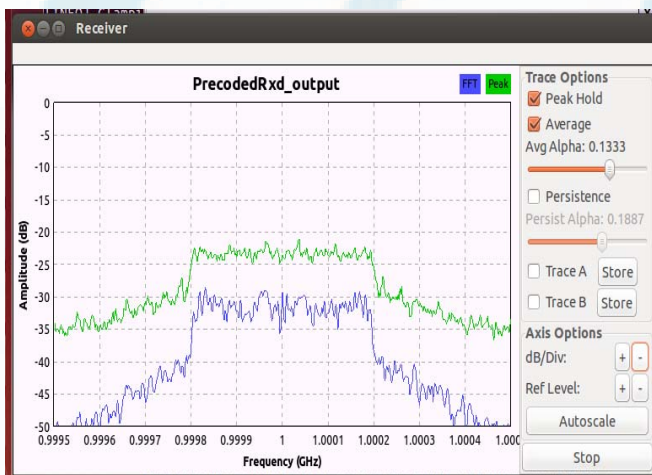 Receiver
PrecodedRxd_output
FFT
Peak
Amplitude (dB)
0
-5
-10
-15
-20
-25
-30
-35
-40
-45
-50
0.9995 0.9996 0.9997 0.9998 0.9999 1 1.0001 1.0002 1.0003 1.0004 1.000
Frequency (GHz)
Trace Options
Peak Hold
Average
Avg Alpha: 0.1333
Persistence
Persist Alpha: 0.1887
Trace A Store
Trace B Store
Axis Options
dB/Div: + -
Ref Level: + -
Autoscale
Stop